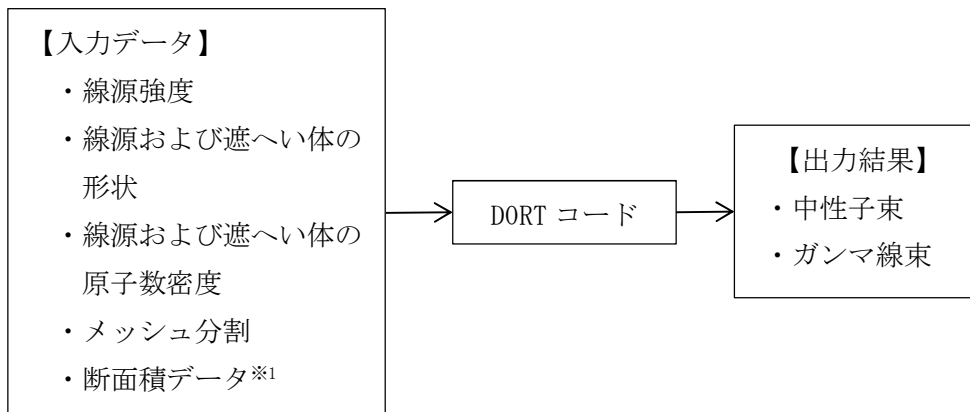 【入力データ】
・線源強度
・線源および遮へい体の
形状
・線源および遮へい体の
原子数密度
・メッシュ分割
・断面積データ※1
DORT コード
【出力結果】
・中性子束
・ガンマ線束